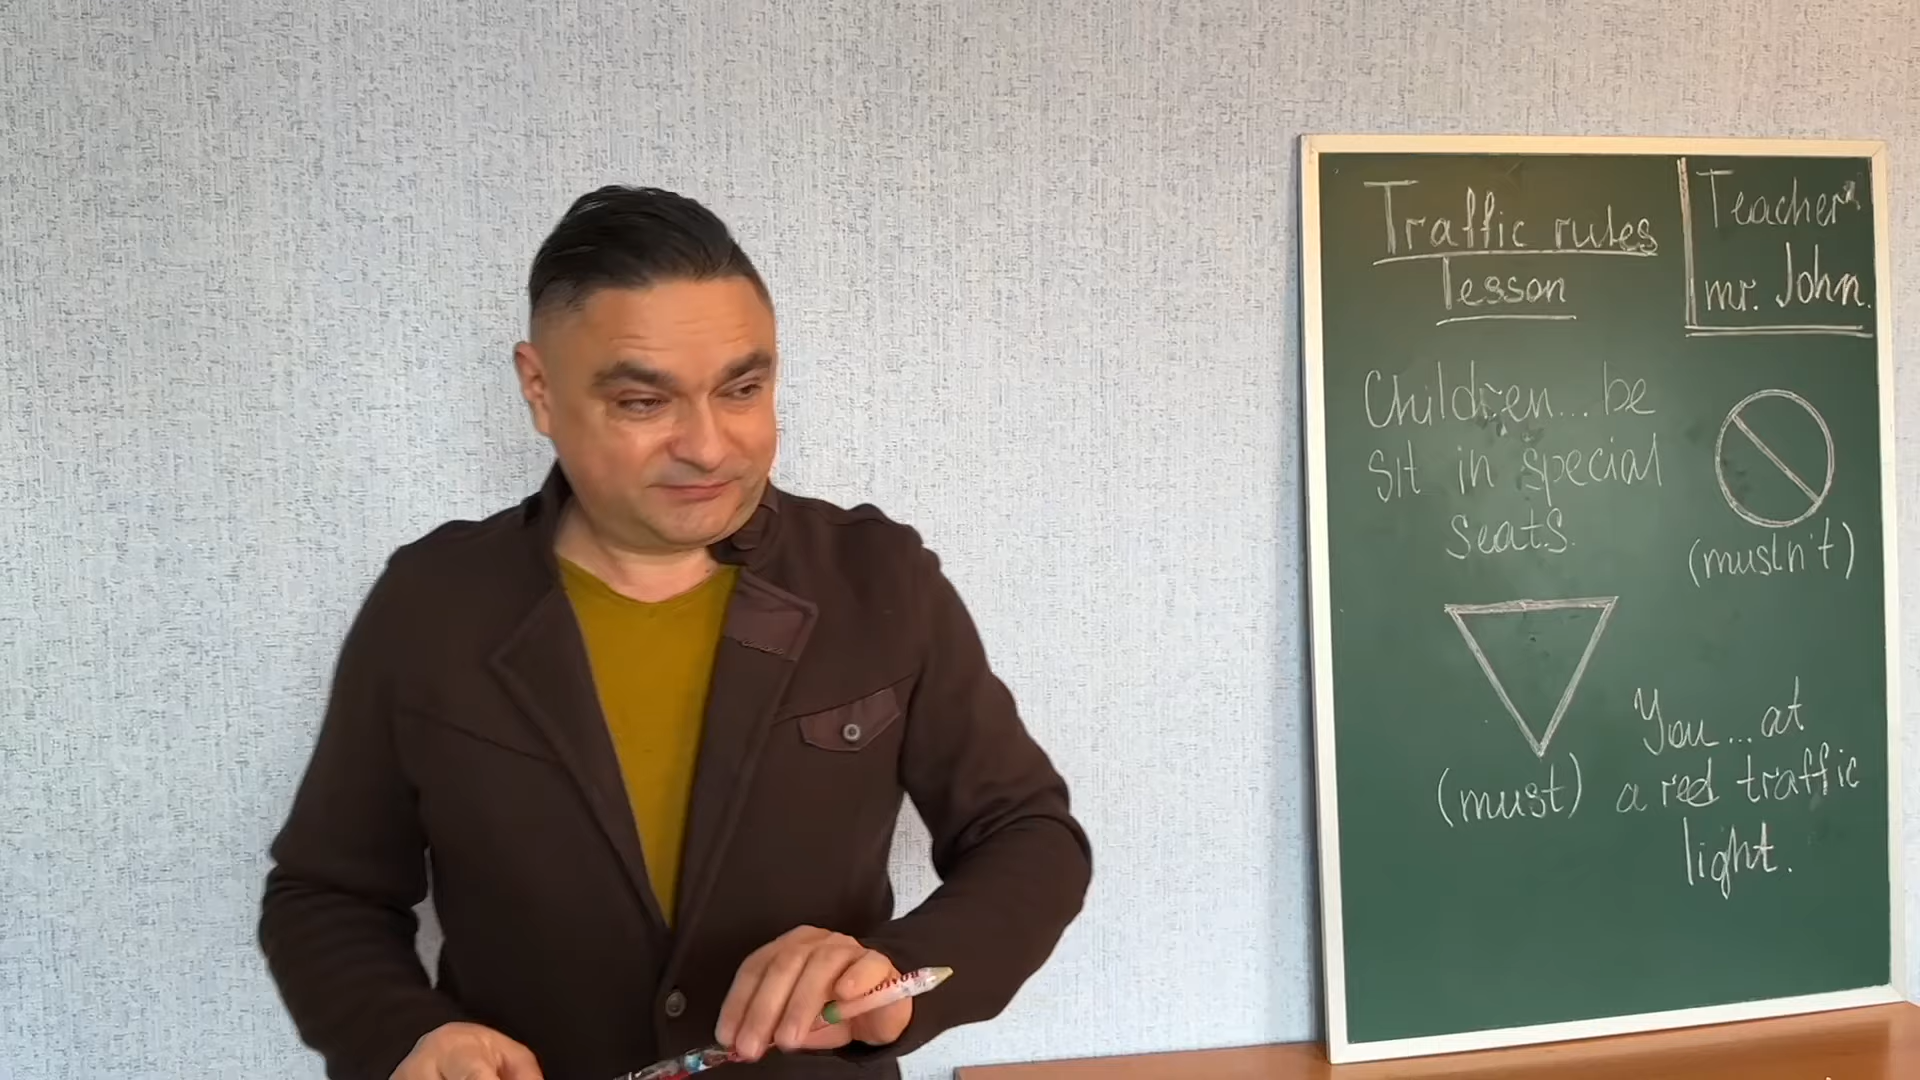 Traffic rules
lesson
Teacher
mr. John.
Children... be
sit in special
seats.
(mustn't)
(must)
You...at
a red traffic
light.